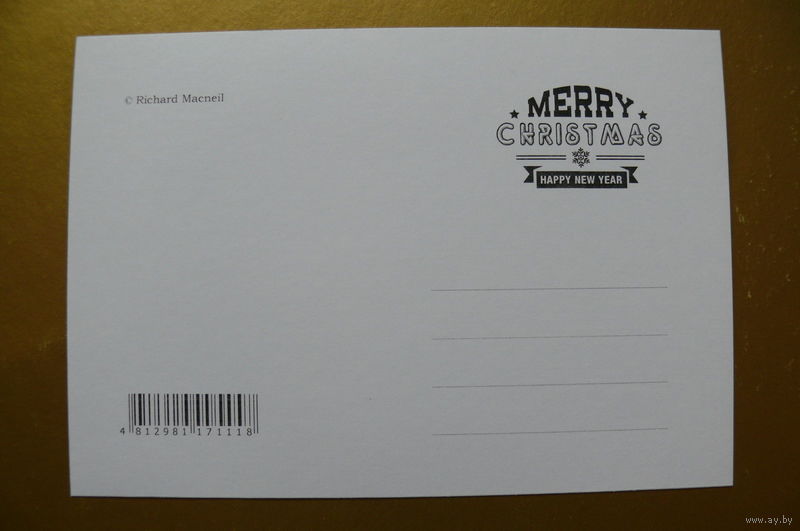 © Richard Macneil
MERRY
CHRISTMAS
HAPPY NEW YEAR
4 812981 171118
www.ay.by